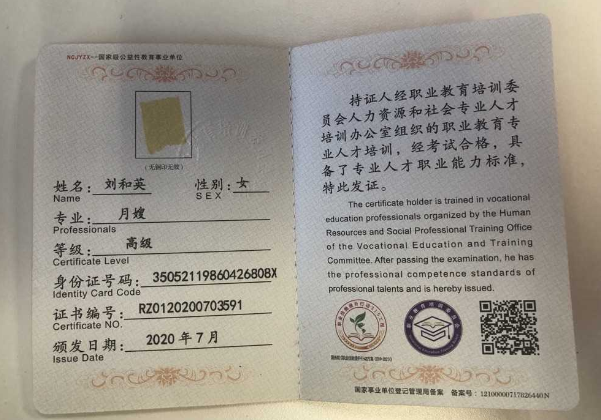 NGJYZX--国家级公益性教育事业单位
(无钢印无效)
姓名: 刘和英 性别: 女
Name SEX
专业: 月嫂
Professionals
等级: 高级
Certificate Level
身份证号码: 35052119860426808X
Identity Card Code
证书编号: RZ0120200703591
Certificate NO.
颁发日期: 2020 年 7 月
Issue Date
持证人经职业教育培训委
员会人力资源和社会专业人才
培训办公室组织的职业教育专
业人才培训，经考试合格，具
备了专业人才职业能力标准，
特此发证。
The certificate holder is trained in vocational
education professionals organized by the Human
Resources and Social Professional Training Office
of the Vocational Education and Training
Committee. After passing the examination, he has
the professional competence standards of
professional talents and is hereby issued.
国家事业单位登记管理局备案 备案号: 121000000717826440N